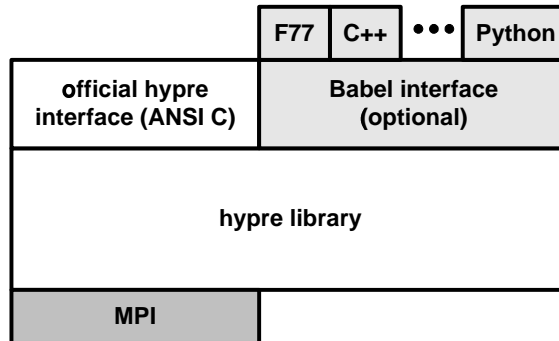 F77 C++ ••• Python
official hypre
interface (ANSI C)
Babel interface
(optional)
hypre library
MPI